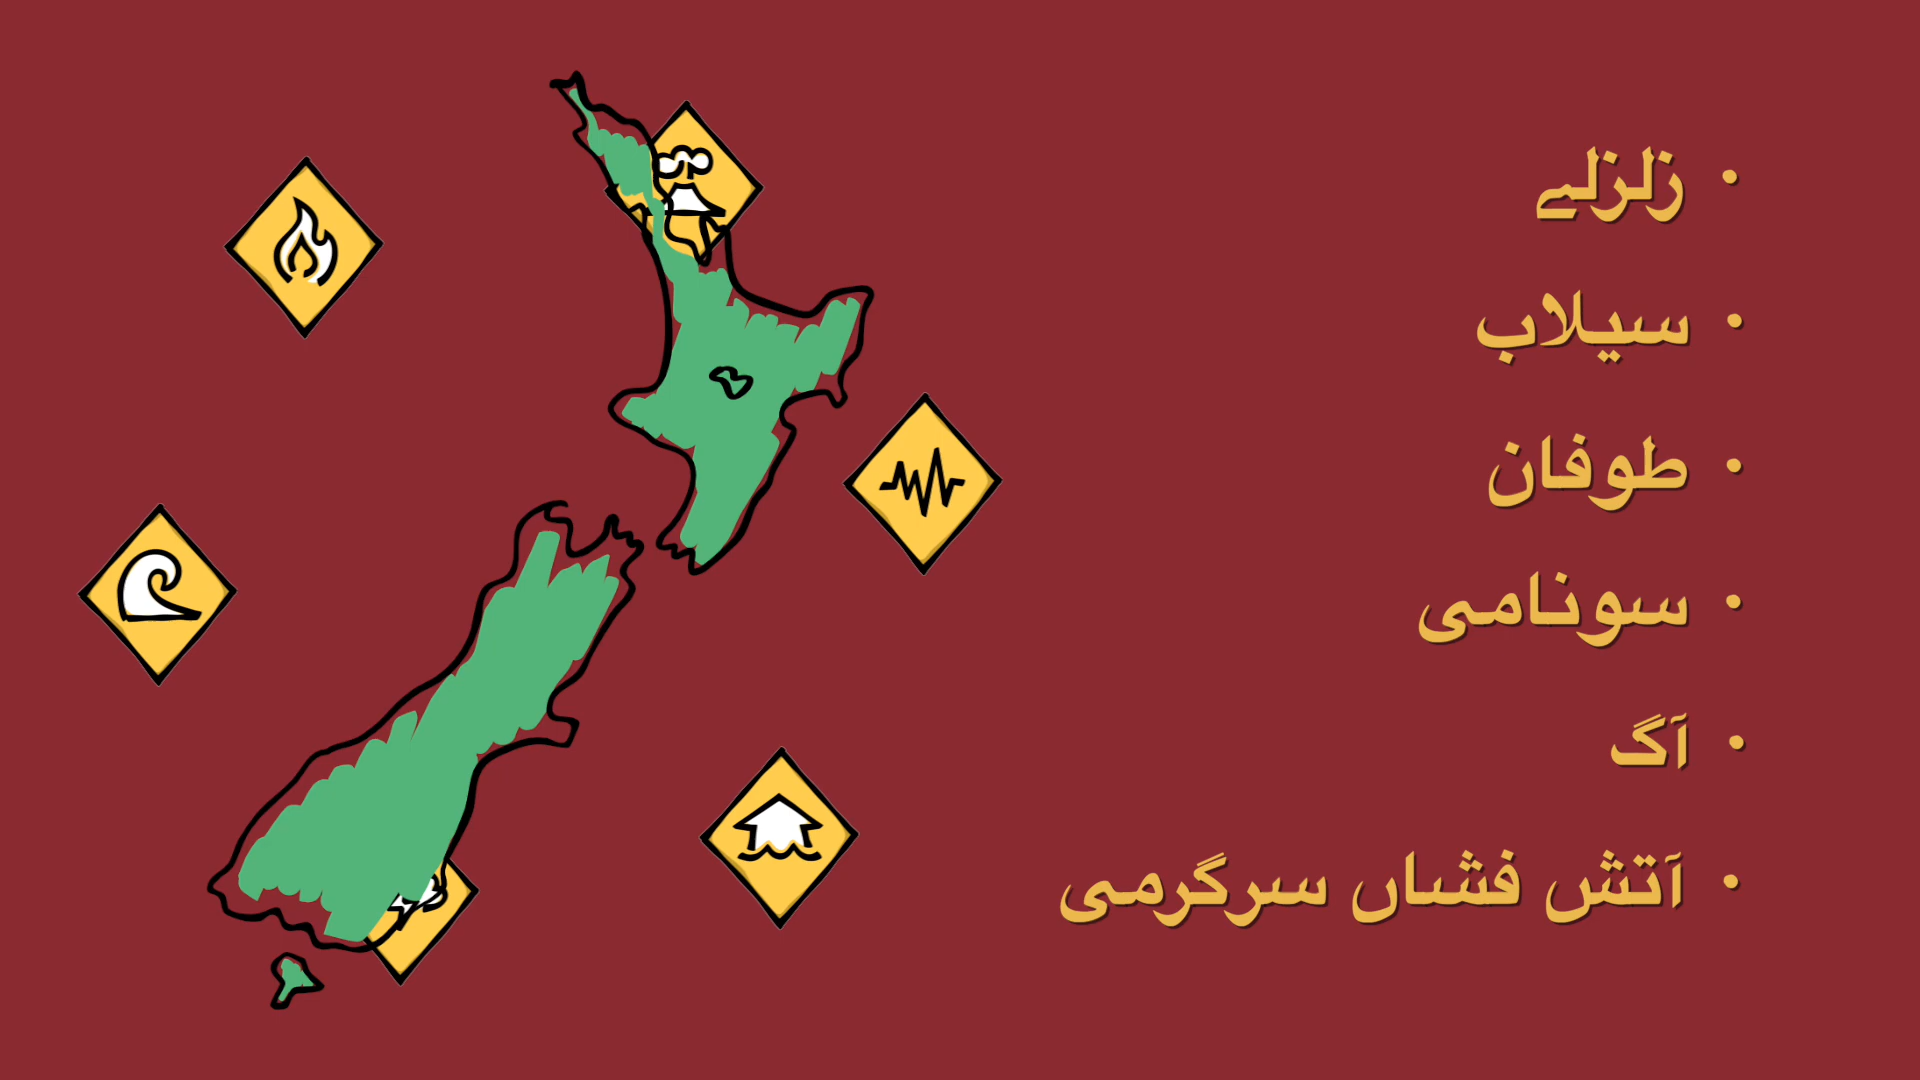 • زلزلے
• سیلاب
• طوفان
• سونامی
• آگ
• آتش فشاں سرگرمی